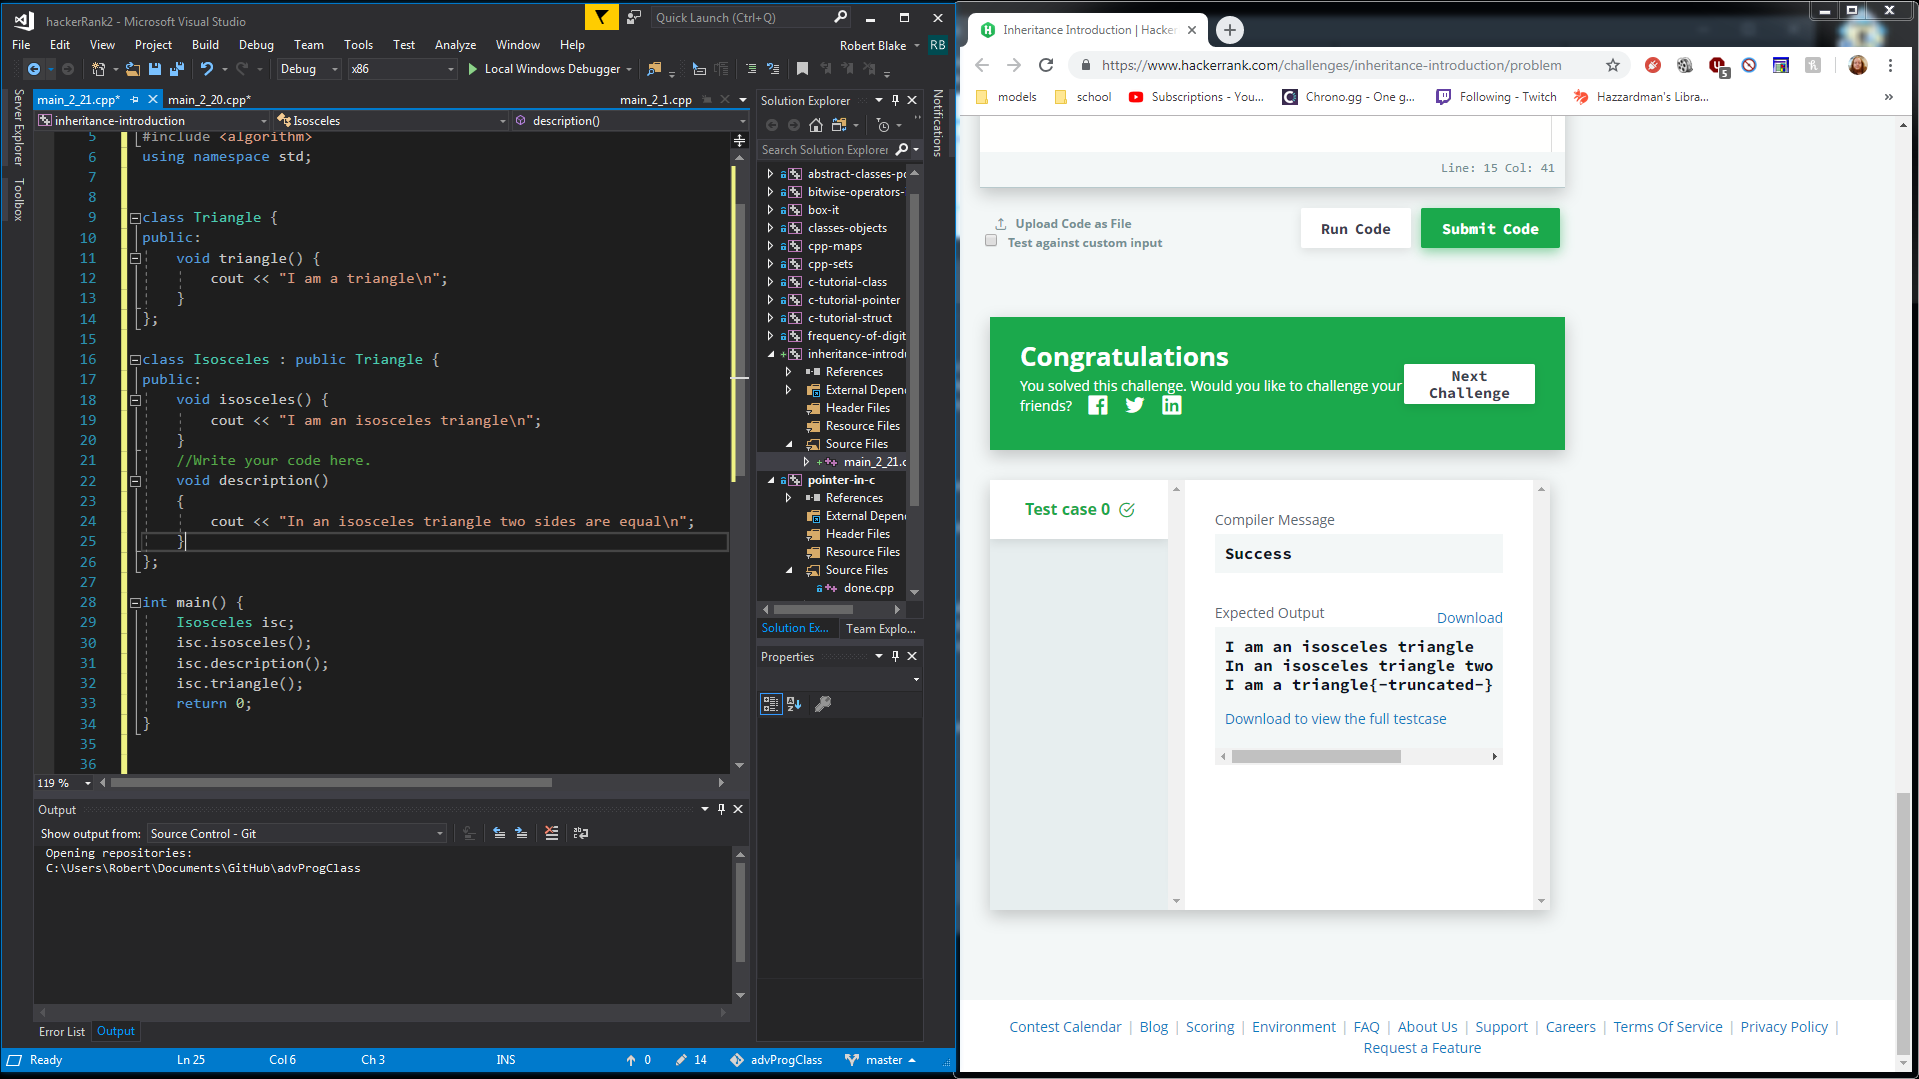 hackerRank2 - Microsoft Visual Studio
Quick Launch (Ctrl+Q)
File Edit View Project Build Debug Team Tools Test Analyze Window Help
Robert Blake RB
Debug x86 Local Windows Debugger
Server Explorer
Toolbox
main_2_21.cpp* main_2_20.cpp* main_2_1.cpp
inheritance-introduction Isosceles description()
5 #include <algorithm>
6 using namespace std;
7
8
9 class Triangle {
10 public:
11 void triangle() {
12 cout << "I am a triangle\n";
13 }
14 };
15
16 class Isosceles : public Triangle {
17 public:
18 void isosceles() {
19 cout << "I am an isosceles triangle\n";
20 }
21 //Write your code here.
22 void description()
23 {
24 cout << "In an isosceles triangle two sides are equal\n";
25 }
26 };
27
28 int main() {
29 Isosceles isc;
30 isc.isosceles();
31 isc.description();
32 isc.triangle();
33 return 0;
34 }
35
36
119 %
Output
Show output from: Source Control - Git
Opening repositories:
C:\Users\Robert\Documents\GitHub\advProgClass
Error List Output
Ready Ln 25 Col 6 Ch 3 INS 0 14 advProgClass master
Solution Explorer
Notifications
Search Solution Explorer
abstract-classes-po
bitwise-operators-
box-it
classes-objects
cpp-maps
cpp-sets
c-tutorial-class
c-tutorial-pointer
c-tutorial-struct
frequency-of-digit
inheritance-introdu
References
External Depen
Header Files
Resource Files
Source Files
main_2_21.c
pointer-in-c
References
External Depen
Header Files
Resource Files
Source Files
done.cpp
Solution Ex... Team Explo...
Properties
Inheritance Introduction | Hacker
https://www.hackerrank.com/challenges/inheritance-introduction/problem
5
models school Subscriptions - You... Chrono.gg - One g... Following - Twitch Hazzardman's Libra... »
Line: 15 Col: 41
Upload Code as File
Test against custom input
Run Code Submit Code
Congratulations
You solved this challenge. Would you like to challenge your
friends?
Next
Challenge
Test case 0
Compiler Message
Success
Expected Output Download
I am an isosceles triangle
In an isosceles triangle two
I am a triangle{-truncated-}
Download to view the full testcase
Contest Calendar | Blog | Scoring | Environment | FAQ | About Us | Support | Careers | Terms Of Service | Privacy Policy |
Request a Feature